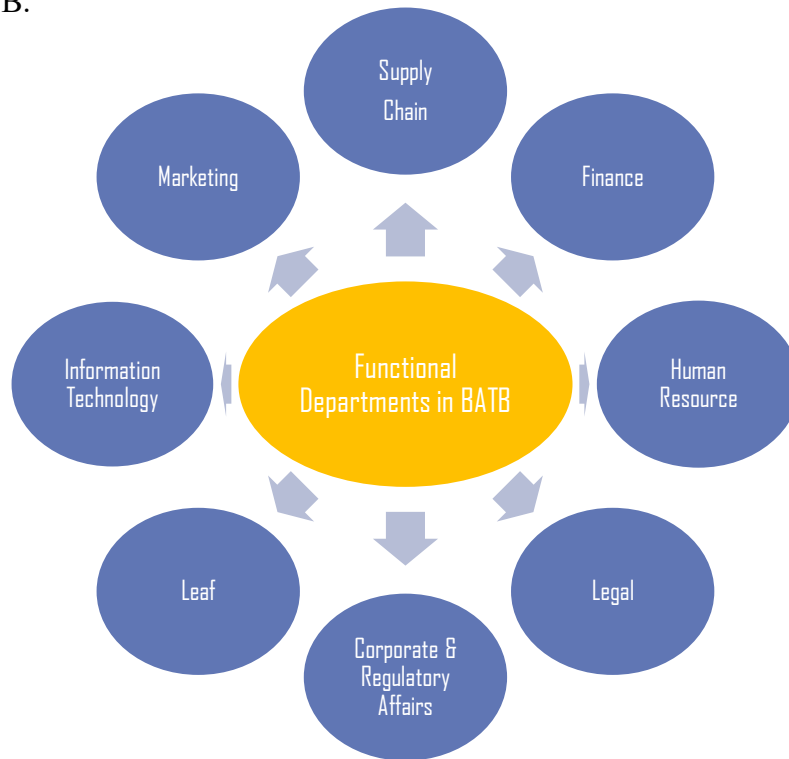 B.
Supply
Chain
Finance
Human
Resource
Legal
Corporate &
Regulatory
Affairs
Leaf
Information
Technology
Marketing
Functional
Departments in BATB